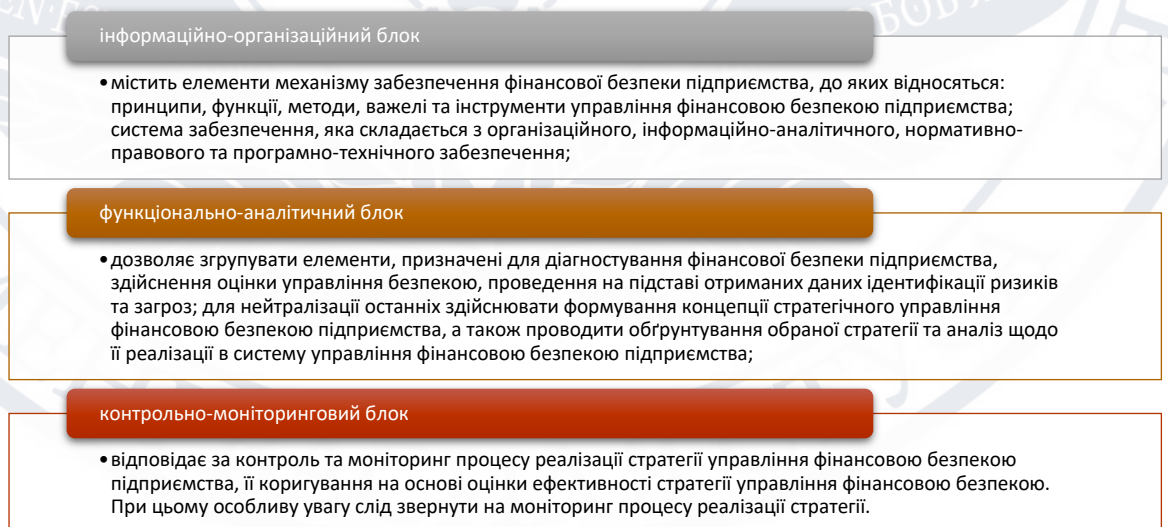 інформаційно-організаційний блок
•містить елементи механізму забезпечення фінансової безпеки підприємства, до яких відносяться:
принципи, функції, методи, важелі та інструменти управління фінансовою безпекою підприємства;
система забезпечення, яка складається з організаційного, інформаційно-аналітичного, нормативно-
правового та програмно-технічного забезпечення;
функціонально-аналітичний блок
•дозволяє згрупувати елементи, призначені для діагностування фінансової безпеки підприємства,
здійснення оцінки управління безпекою, проведення на підставі отриманих даних ідентифікації ризиків
та загроз; для нейтралізації останніх здійснювати формування концепції стратегічного управління
фінансовою безпекою підприємства, а також проводити обґрунтування обраної стратегії та аналіз щодо
її реалізації в систему управління фінансовою безпекою підприємства;
контрольно-моніторинговий блок
•відповідає за контроль та моніторинг процесу реалізації стратегії управління фінансовою безпекою
підприємства, її коригування на основі оцінки ефективності стратегії управління фінансовою безпекою.
При цьому особливу увагу слід звернути на моніторинг процесу реалізації стратегії.